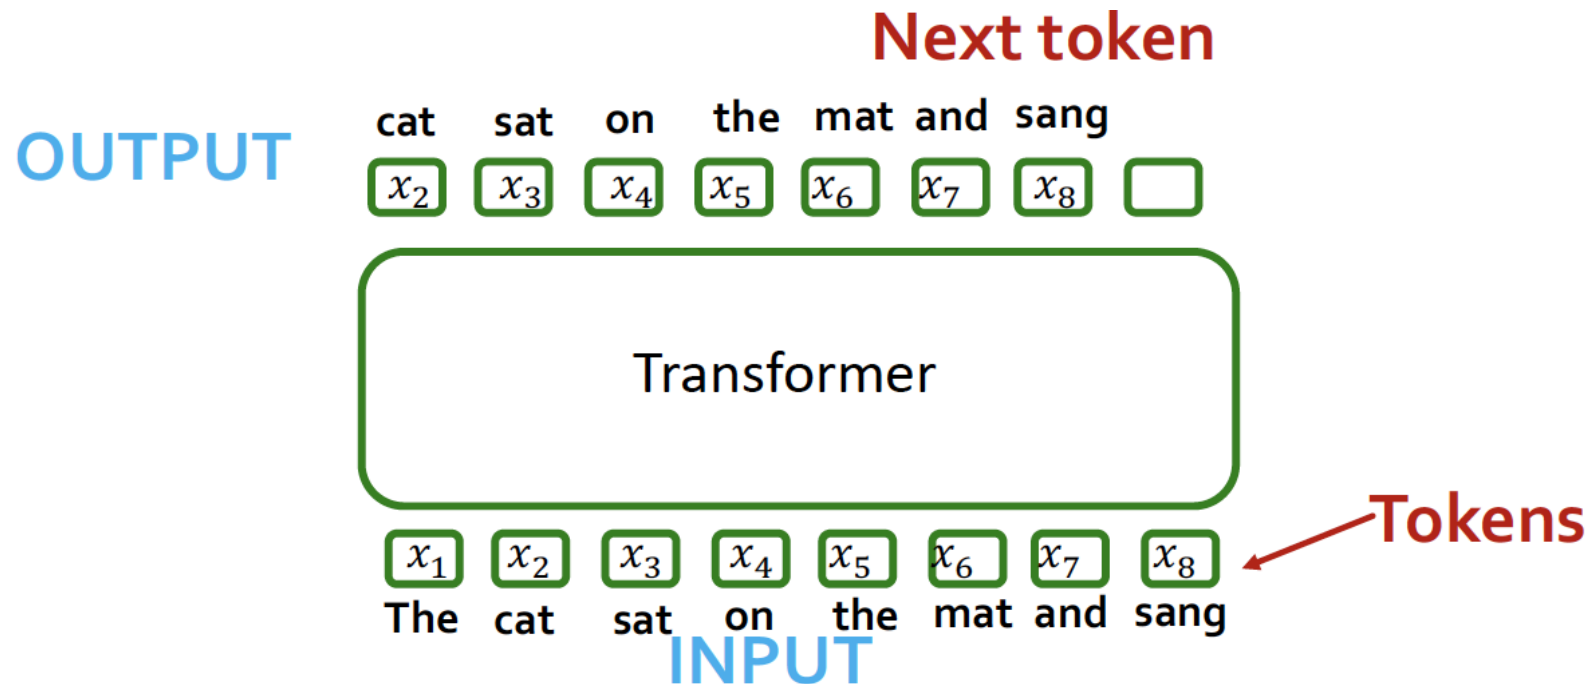 Next token
cat sat on the mat and sang
OUTPUT
x₂ x₃ x₄ x₅ x₆ x₇ x₈
Transformer
Tokens
x₁ x₂ x₃ x₄ x₅ x₆ x₇ x₈
The cat sat on the mat and sang
INPUT